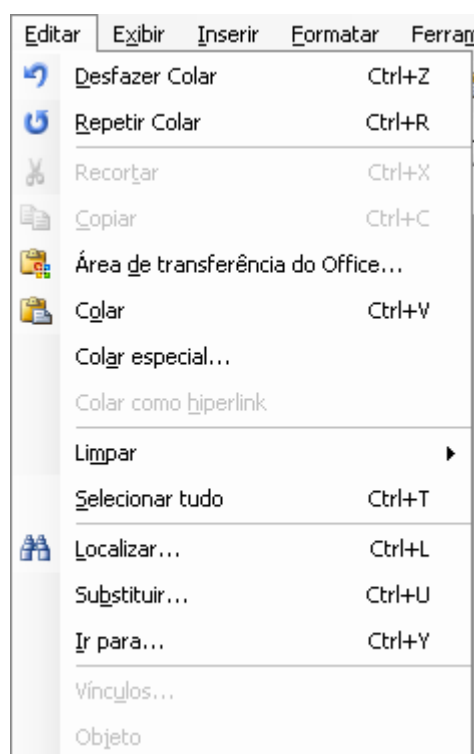 Editar Exibir Inserir Formatar Ferram
Desfazer Colar Ctrl+Z
Repetir Colar Ctrl+R
Recortar Ctrl+X
Copiar Ctrl+C
Área de transferência do Office...
Colar Ctrl+V
Colar especial...
Colar como hiperlink
Limpar
Selecionar tudo Ctrl+T
Localizar... Ctrl+L
Substituir... Ctrl+U
Ir para... Ctrl+Y
Vínculos...
Objeto